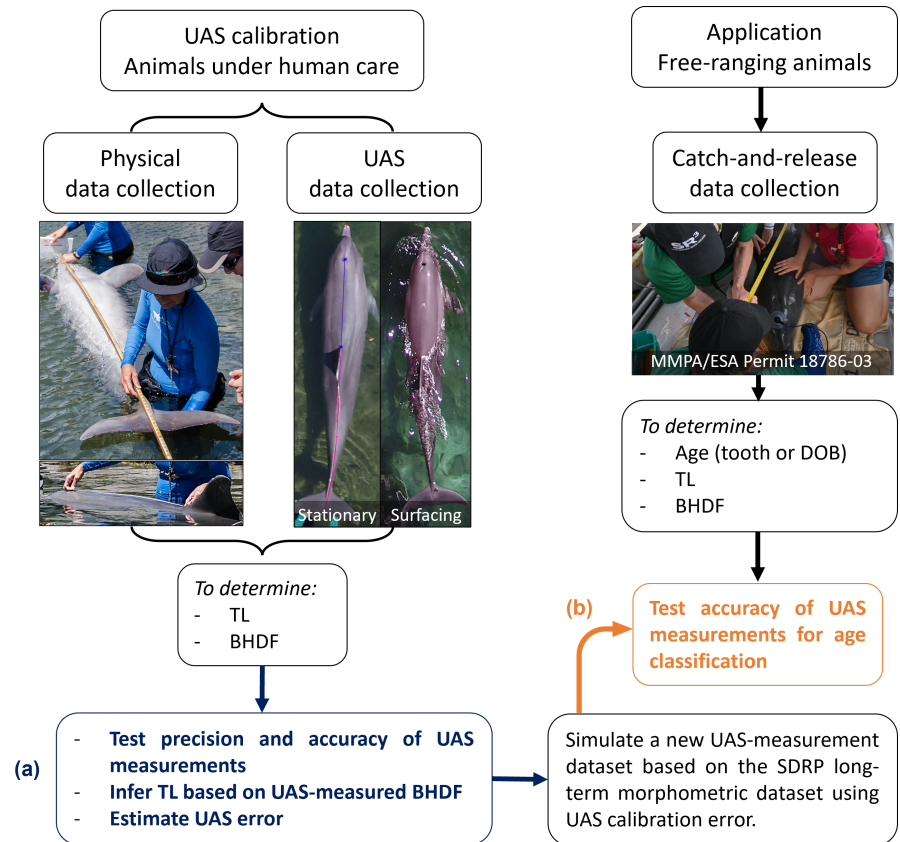 UAS calibration
Animals under human care
Physical
data collection
UAS
data collection
Stationary
Surfacing
To determine:
- TL
- BHDF
(a)
- Test precision and accuracy of UAS
measurements
- Infer TL based on UAS-measured BHDF
- Estimate UAS error
Application
Free-ranging animals
Catch-and-release
data collection
SR³
MMPA/ESA Permit 18786-03
To determine:
- Age (tooth or DOB)
- TL
- BHDF
(b)
Test accuracy of UAS
measurements for age
classification
Simulate a new UAS-measurement
dataset based on the SDRP long-
term morphometric dataset using
UAS calibration error.